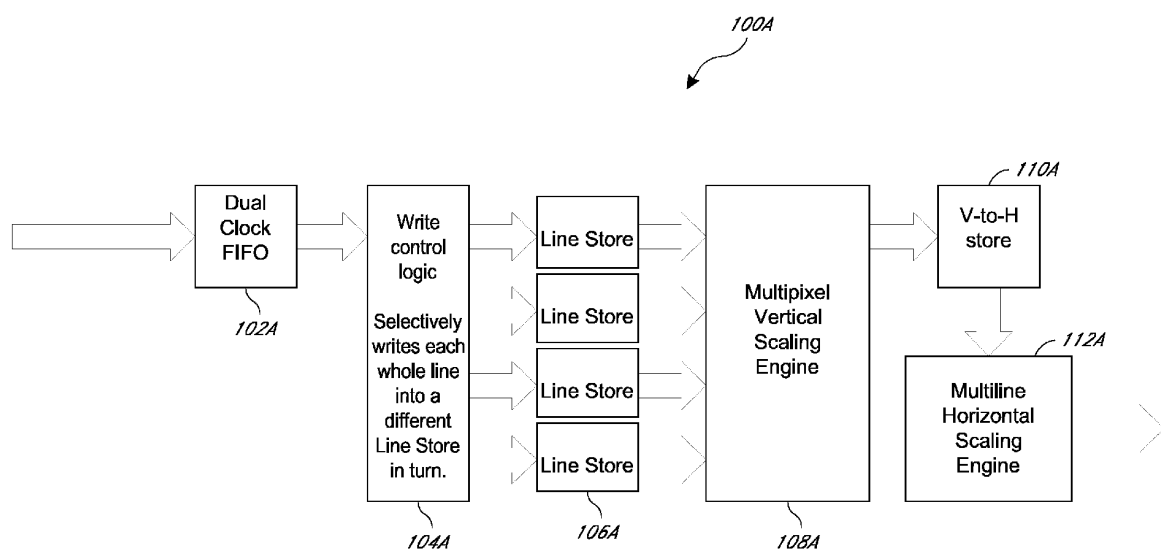 100A
Dual
Clock
FIFO
102A
Write
control
logic
Selectively
writes each
whole line
into a
different
Line Store
in turn.
104A
Line Store
Line Store
Line Store
Line Store
106A
Multipixel
Vertical
Scaling
Engine
108A
110A
V-to-H
store
112A
Multiline
Horizontal
Scaling
Engine